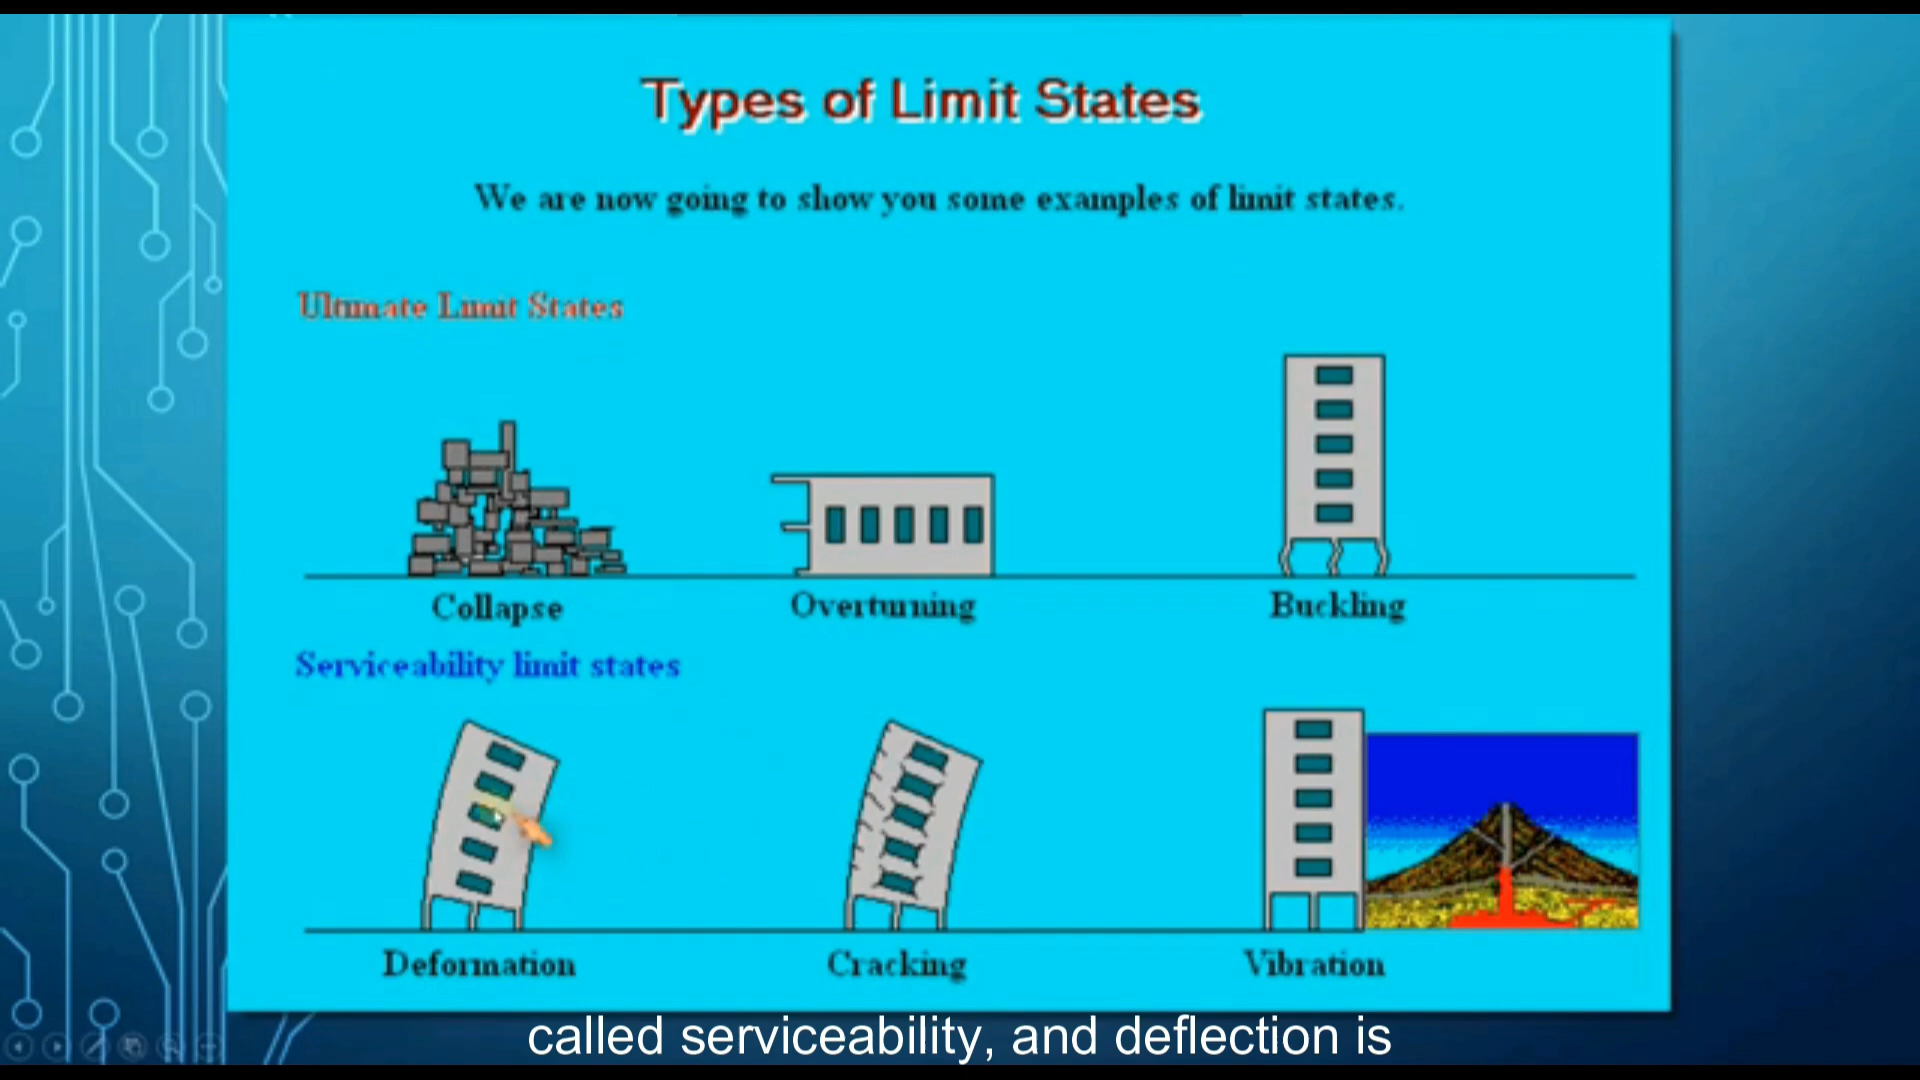 Types of Limit States
We are now going to show you some examples of limit states.
Ultimate Limit States
Collapse
Overturning
Buckling
Serviceability limit states
Deformation
Cracking
Vibration
called serviceability, and deflection is